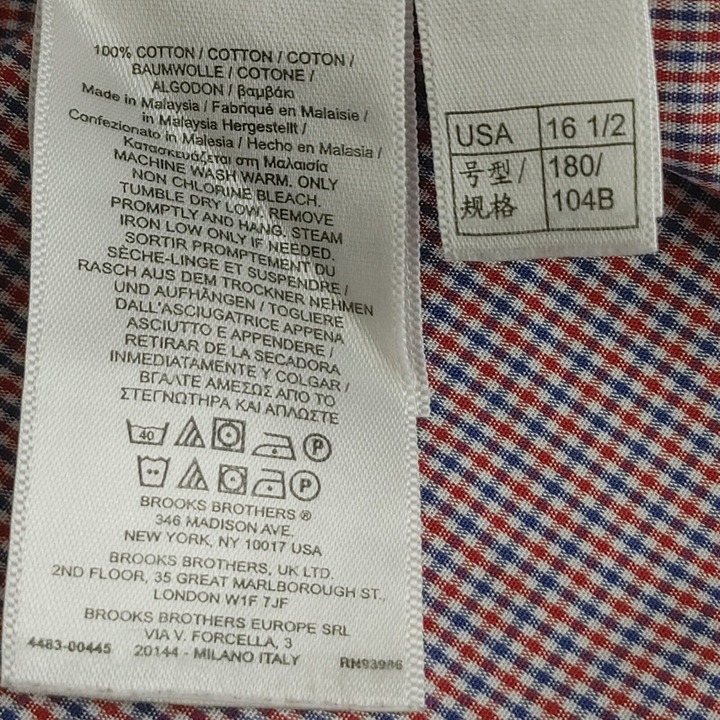 100% COTTON / COTTON / COTON /
BAUMWOLLE / COTONE /
ALGODON / βαμβάκι
Made in Malaysia / Fabriqué en Malaisie /
in Malaysia Hergestellt /
Confezionato in Malesia / Hecho en Malasia /
Κατασκευάζεται στη Μαλαισία
MACHINE WASH WARM. ONLY
NON CHLORINE BLEACH.
TUMBLE DRY LOW. REMOVE
PROMPTLY AND HANG. STEAM
IRON LOW ONLY IF NEEDED.
SORTIR PROMPTEMENT DU
SÈCHE-LINGE ET SUSPENDRE /
RASCH AUS DEM TROCKNER NEHMEN
UND AUFHÄNGEN / TOGLIERE
DALL'ASCIUGATRICE APPENA
ASCIUTTO E APPENDERE /
RETIRAR DE LA SECADORA
INMEDIATAMENTE Y COLGAR /
ΒΓΑΛΤΕ ΑΜΕΣΩΣ ΑΠΟ ΤΟ
ΣΤΕΓΝΩΤΗΡΑ ΚΑΙ ΑΠΛΩΣΤΕ
40 P
P
BROOKS BROTHERS ®
346 MADISON AVE.
NEW YORK, NY 10017 USA
BROOKS BROTHERS, UK LTD.
2ND FLOOR, 35 GREAT MARLBOROUGH ST.,
LONDON W1F 7JF
BROOKS BROTHERS EUROPE SRL
VIA V. FORCELLA, 3
4483-00445 20144 - MILANO ITALY RN93986
USA 16 1/2
号型/ 180/
规格 104B